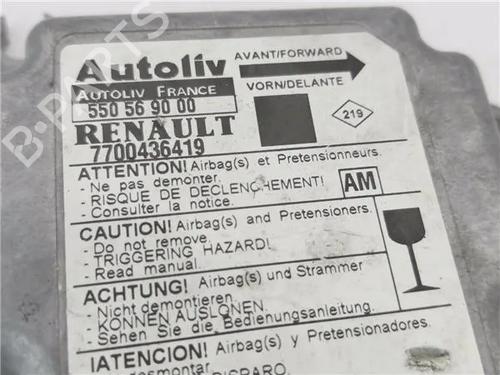 Autoliv
AVANT/FORWARD
AUTOLIV FRANCE
VORN/DELANTE
550 56 90 00
219
RENAULT
7700436419
ATTENTION! Airbag(s) et Pretensionneurs.
- Ne pas demonter.
- RISQUE DE DECLENCHEMENT!
- Consulter la notice.
AM
CAUTION! Airbag(s) and Pretensioners.
- Do not remove.
- TRIGGERING HAZARD!
- Read manual.
ACHTUNG! Airbag(s) und Strammer
- Nicht demontieren.
- KONNEN AUSLONEN.
- Sehen Sie die Bedienungsanleitung.
IATENCION! Airbag(s) y Pretensionadores.
desmontar.
DISPARO.
B-PARTS